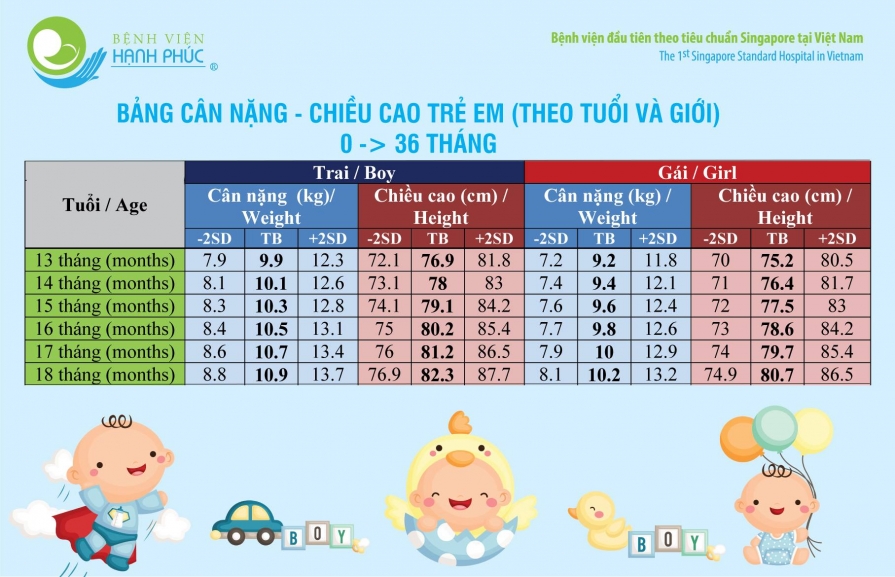 BỆNH VIỆN
HẠNH PHÚC ®
Bệnh viện đầu tiên theo tiêu chuẩn Singapore tại Việt Nam
The 1st Singapore Standard Hospital in Vietnam
BẢNG CÂN NẶNG - CHIỀU CAO TRẺ EM (THEO TUỔI VÀ GIỚI)
0 -> 36 THÁNG
Tuổi / Age
Trai / Boy Gái / Girl
Cân nặng (kg)/ Weight Chiều cao (cm) / Height Cân nặng (kg) / Weight Chiều cao (cm) / Height
-2SD TB +2SD -2SD TB +2SD -2SD TB +2SD -2SD TB +2SD
13 tháng (months) 7.9 9.9 12.3 72.1 76.9 81.8 7.2 9.2 11.8 70 75.2 80.5
14 tháng (months) 8.1 10.1 12.6 73.1 78 83 7.4 9.4 12.1 71 76.4 81.7
15 tháng (months) 8.3 10.3 12.8 74.1 79.1 84.2 7.6 9.6 12.4 72 77.5 83
16 tháng (months) 8.4 10.5 13.1 75 80.2 85.4 7.7 9.8 12.6 73 78.6 84.2
17 tháng (months) 8.6 10.7 13.4 76 81.2 86.5 7.9 10 12.9 74 79.7 85.4
18 tháng (months) 8.8 10.9 13.7 76.9 82.3 87.7 8.1 10.2 13.2 74.9 80.7 86.5
B O Y
B O Y